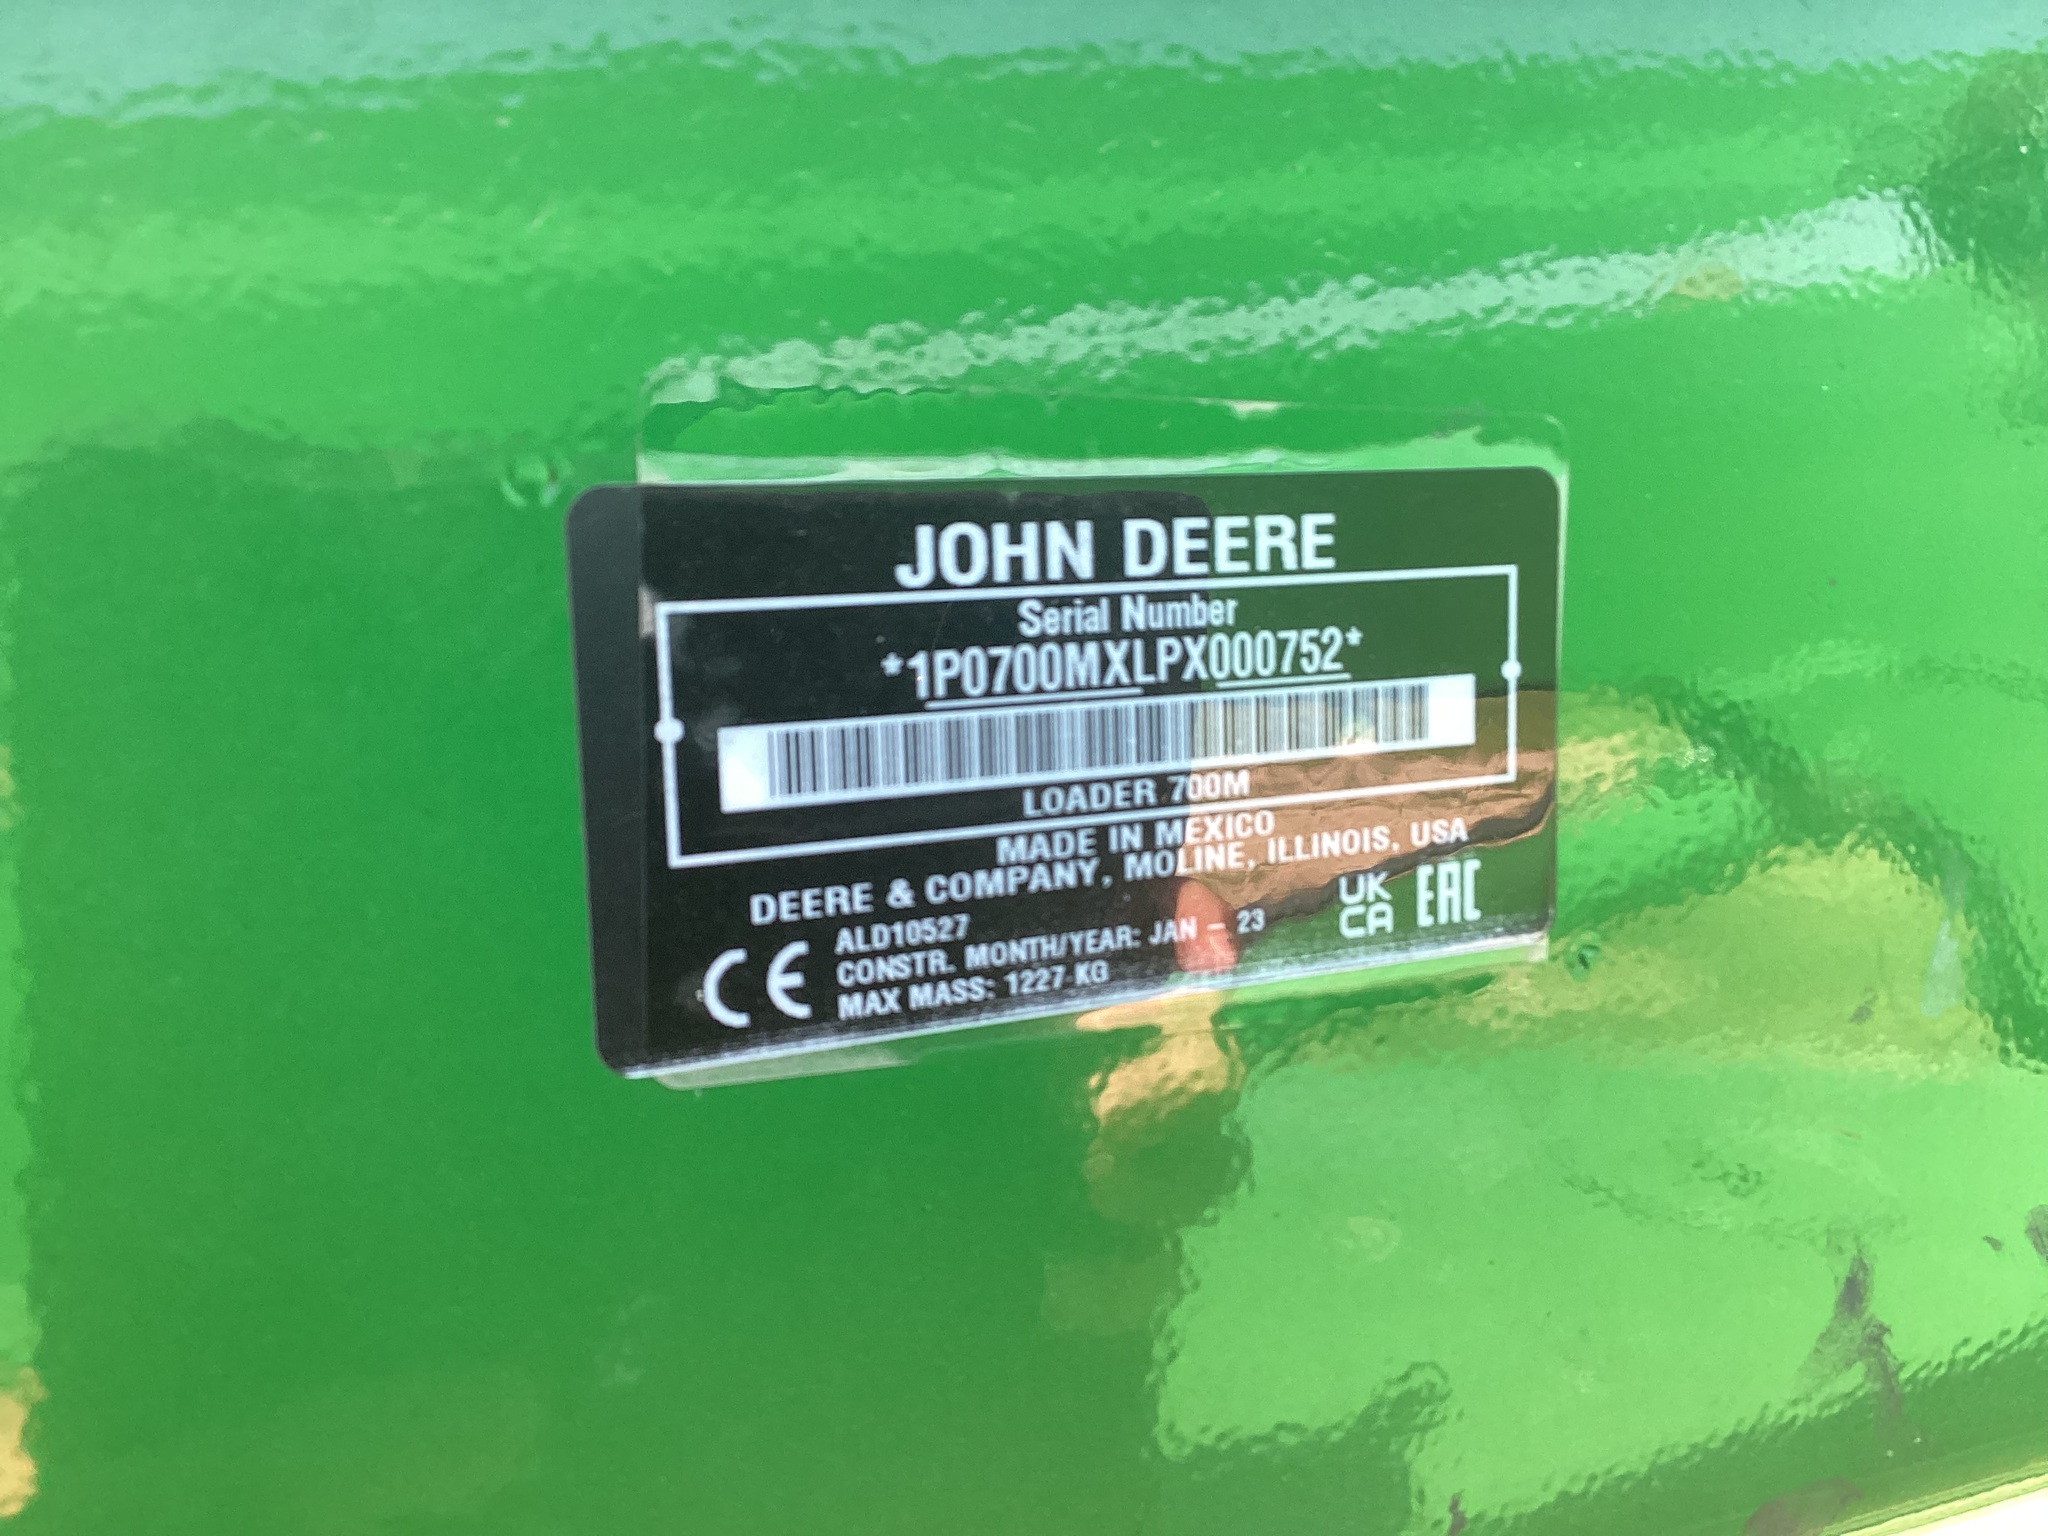 JOHN DEERE
Serial Number
*1P0700MXLPX000752*
LOADER 700M
MADE IN MEXICO
DEERE & COMPANY, MOLINE, ILLINOIS, USA
ALD10527
CONSTR. MONTH/YEAR: JAN - 23
MAX MASS: 1227 KG
CE
UK
CA
EAC